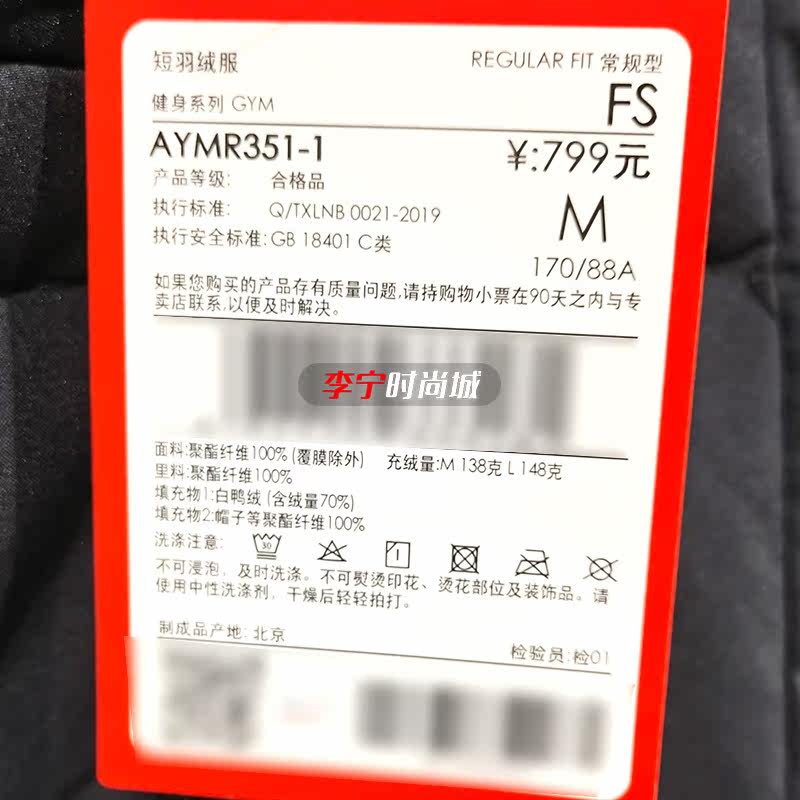 短羽绒服
REGULAR FIT 常规型
健身系列 GYM
FS
AYMR351-1
¥:799元
产品等级: 合格品
执行标准: Q/TXLNB 0021-2019
M
执行安全标准:GB 18401 C类
170/88A
如果您购买的产品存有质量问题,请持购物小票在90天之内与专
卖店联系,以便及时解决。
李宁时尚城
面料:聚酯纤维100% (覆膜除外) 充绒量:M 138克 L 148克
里料:聚酯纤维100%
填充物1:白鸭绒 (含绒量70%)
填充物2:帽子等聚酯纤维100%
洗涤注意: 30
不可浸泡，及时洗涤。不可熨烫印花、烫花部位及装饰品。请
使用中性洗涤剂，干燥后轻轻拍打。
制成品产地: 北京
检验员:检01